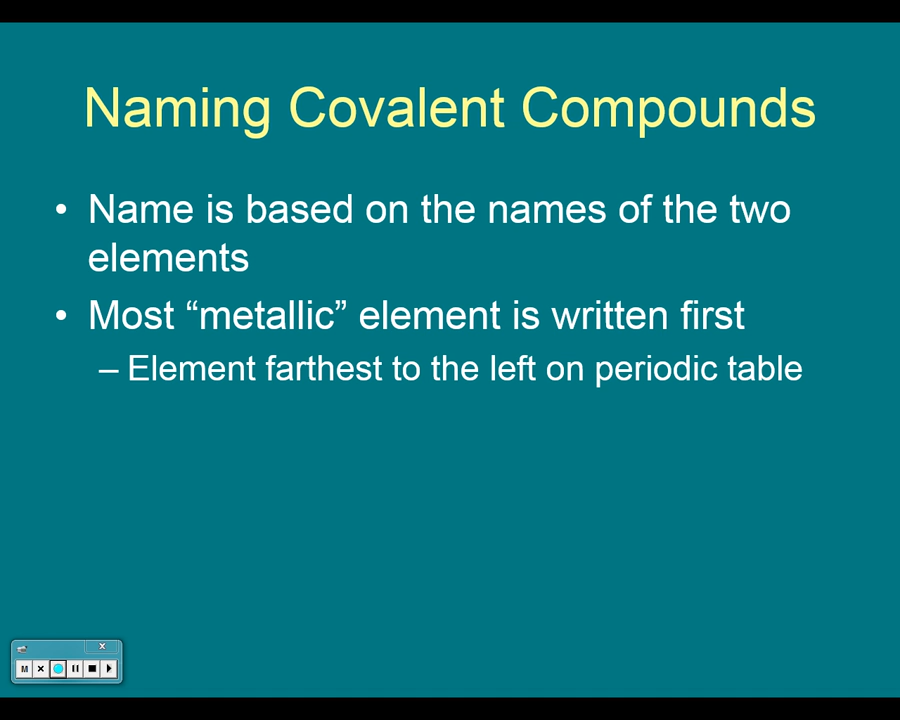 Naming Covalent Compounds
• Name is based on the names of the two
elements
• Most “metallic” element is written first
– Element farthest to the left on periodic table
M